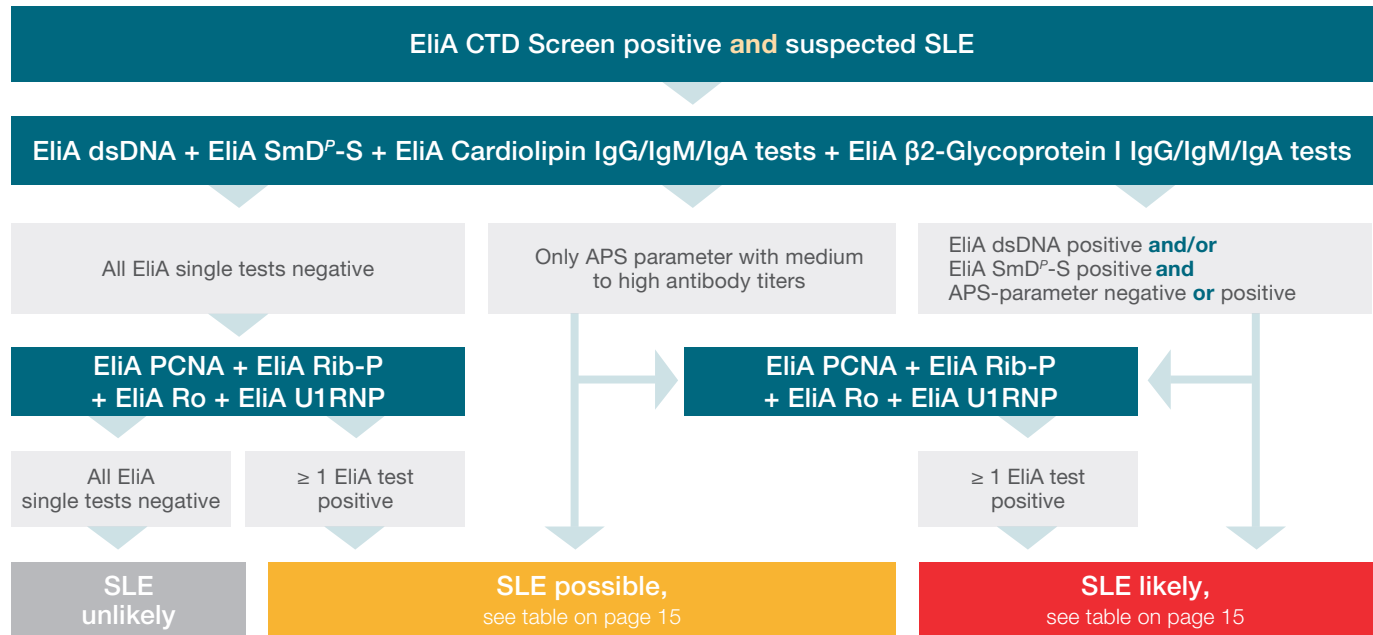 EliA CTD Screen positive and suspected SLE
EliA dsDNA + EliA SmDᴾ-S + EliA Cardiolipin IgG/IgM/IgA tests + EliA β2-Glycoprotein I IgG/IgM/IgA tests
All EliA single tests negative
Only APS parameter with medium
to high antibody titers
EliA dsDNA positive and/or
EliA SmDᴾ-S positive and
APS-parameter negative or positive
EliA PCNA + EliA Rib-P
+ EliA Ro + EliA U1RNP
EliA PCNA + EliA Rib-P
+ EliA Ro + EliA U1RNP
All EliA
single tests negative
≥ 1 EliA test
positive
≥ 1 EliA test
positive
SLE
unlikely
SLE possible,
see table on page 15
SLE likely,
see table on page 15